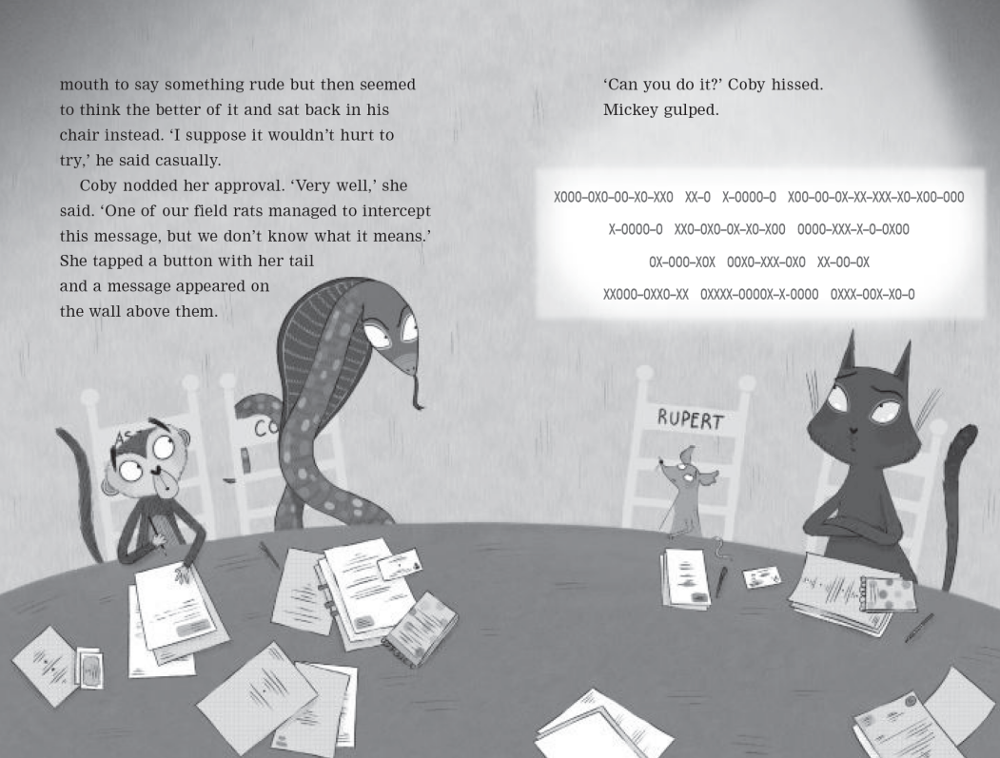 mouth to say something rude but then seemed
to think the better of it and sat back in his
chair instead. ‘I suppose it wouldn’t hurt to
try,’ he said casually.
Coby nodded her approval. ‘Very well,’ she
said. ‘One of our field rats managed to intercept
this message, but we don’t know what it means.’
She tapped a button with her tail
and a message appeared on
the wall above them.
‘Can you do it?’ Coby hissed.
Mickey gulped.
XOOO–OXO–OO–XO–XXO XX–O X–OOOO–O XOO–OO–OX–XX–XXX–XO–XOO–OOO
X–OOOO–O XXO–OXO–OX–XO–XOO OOOO–XXX–X–O–OXOO
OX–OOO–XOX OOXO–XXX–OXO XX–OO–OX
XXOOO–OXXO–XX OXXXX–OOOOX–X–OOOO OXXX–OOX–XO–O
AS
CO
RUPERT